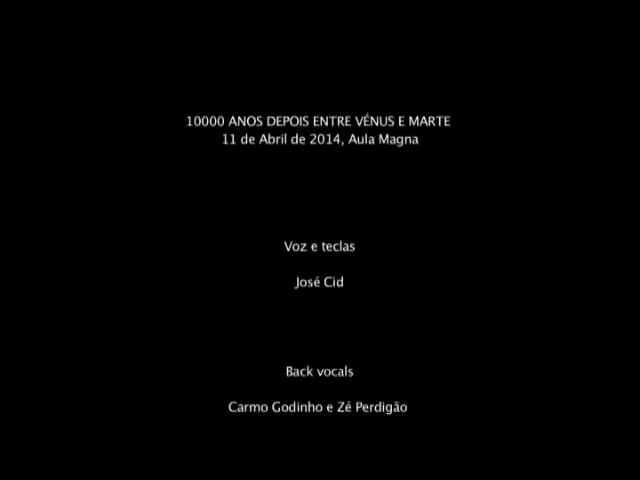 10000 ANOS DEPOIS ENTRE VÉNUS E MARTE
11 de Abril de 2014, Aula Magna
Voz e teclas
José Cid
Back vocals
Carmo Godinho e Zé Perdigão